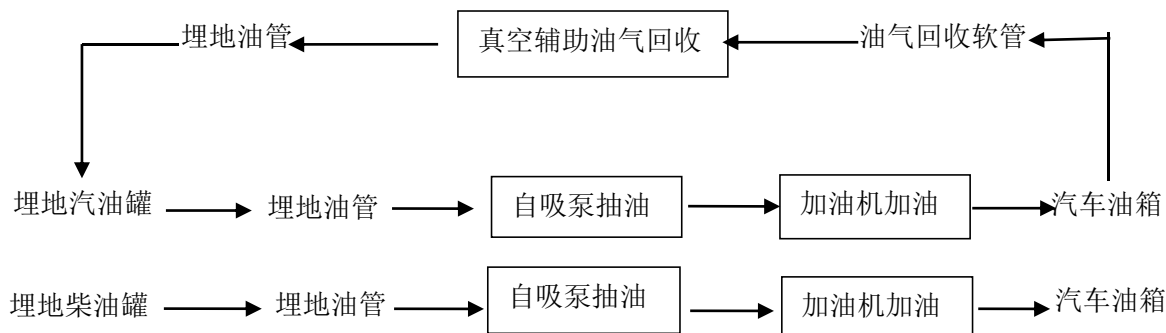 埋地油管 真空辅助油气回收 油气回收软管
埋地汽油罐 埋地油管 自吸泵抽油 加油机加油 汽车油箱
埋地柴油罐 埋地油管 自吸泵抽油 加油机加油 汽车油箱